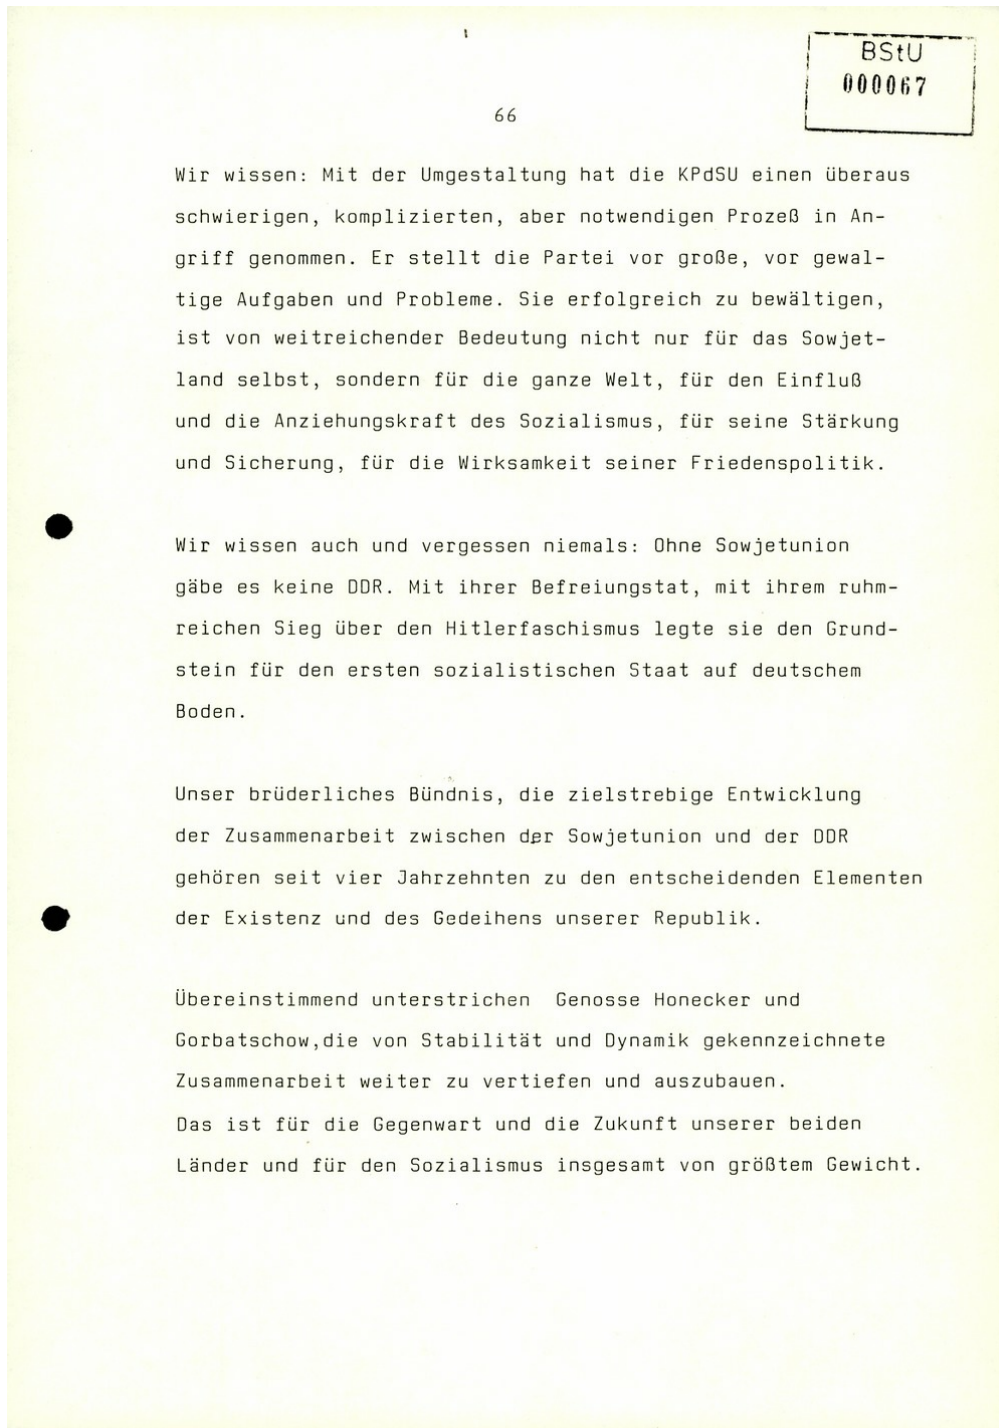 BStU
000067
66
Wir wissen: Mit der Umgestaltung hat die KPdSU einen überaus
schwierigen, komplizierten, aber notwendigen Prozeß in An-
griff genommen. Er stellt die Partei vor große, vor gewal-
tige Aufgaben und Probleme. Sie erfolgreich zu bewältigen,
ist von weitreichender Bedeutung nicht nur für das Sowjet-
land selbst, sondern für die ganze Welt, für den Einfluß
und die Anziehungskraft des Sozialismus, für seine Stärkung
und Sicherung, für die Wirksamkeit seiner Friedenspolitik.
Wir wissen auch und vergessen niemals: Ohne Sowjetunion
gäbe es keine DDR. Mit ihrer Befreiungstat, mit ihrem ruhm-
reichen Sieg über den Hitlerfaschismus legte sie den Grund-
stein für den ersten sozialistischen Staat auf deutschem
Boden.
Unser brüderliches Bündnis, die zielstrebige Entwicklung
der Zusammenarbeit zwischen der Sowjetunion und der DDR
gehören seit vier Jahrzehnten zu den entscheidenden Elementen
der Existenz und des Gedeihens unserer Republik.
Übereinstimmend unterstrichen  Genosse Honecker und
Gorbatschow,die von Stabilität und Dynamik gekennzeichnete
Zusammenarbeit weiter zu vertiefen und auszubauen.
Das ist für die Gegenwart und die Zukunft unserer beiden
Länder und für den Sozialismus insgesamt von größtem Gewicht.